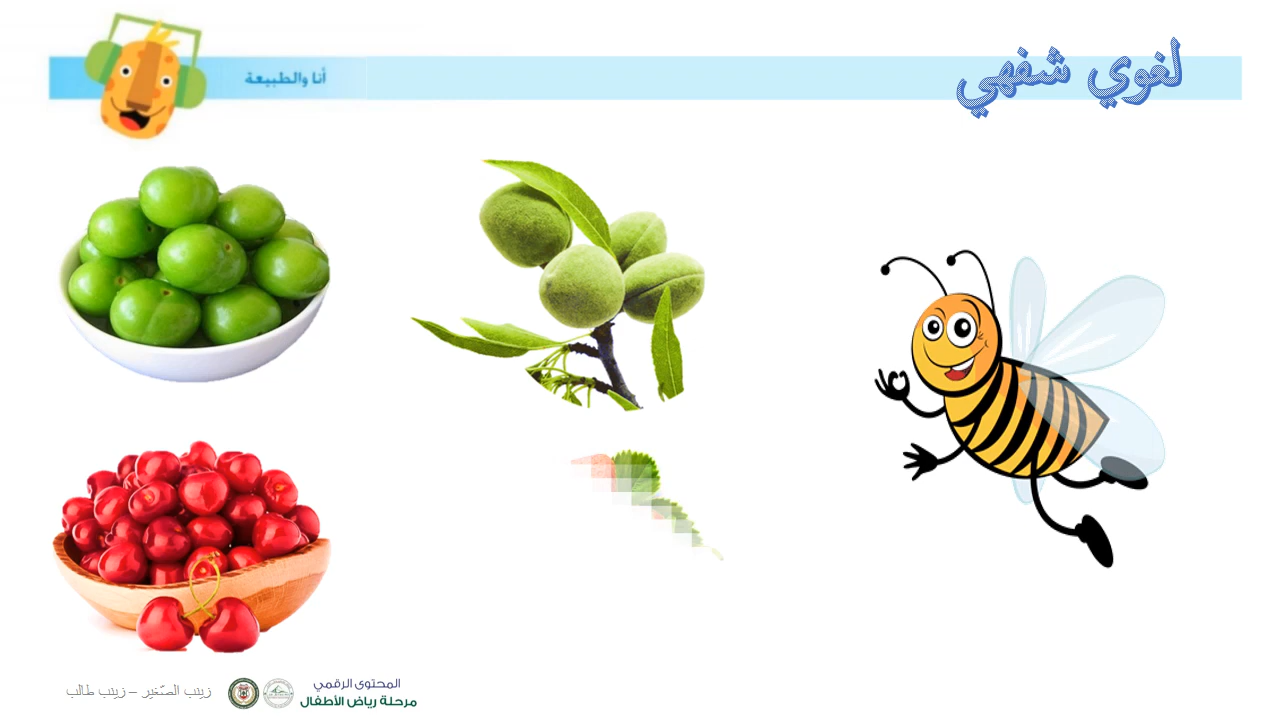 لغوي شفهي
أنا والطبيعة
زينب الصّغير – زينب طالب
المحتوى الرقمي
مرحلة رياض الأطفال